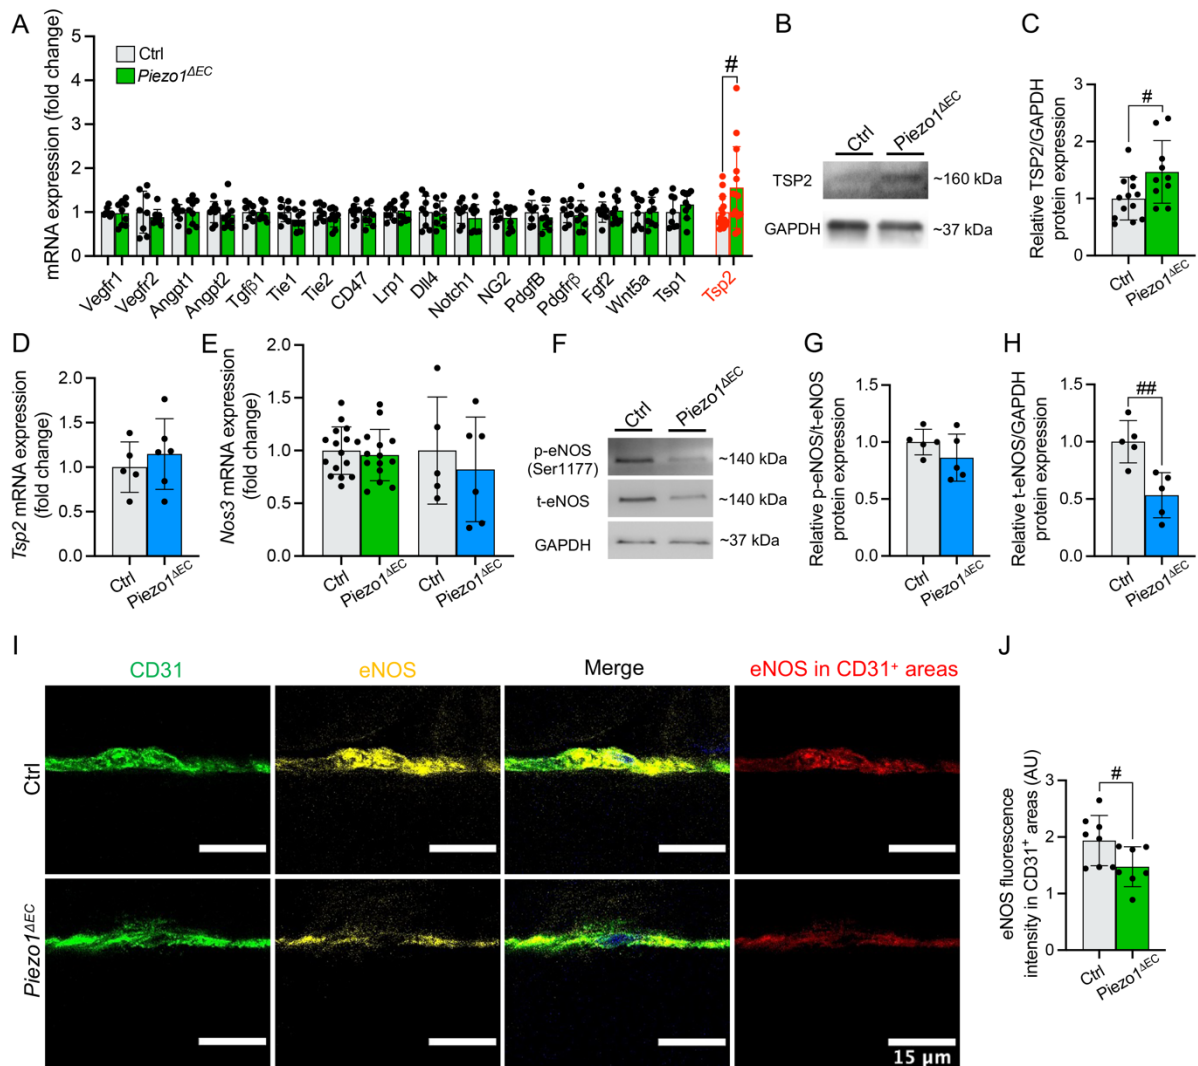 A
mRNA expression (fold change)
5
4
3
2
1
0
Ctrl
Piezo1ΔEC
#
Vegfr1
Vegfr2
Angpt1
Angpt2
Tgfβ1
Tie1
Tie2
CD47
Lrp1
Dll4
Notch1
NG2
PdgfB
Pdgfrβ
Fgf2
Wnt5a
Tsp1
Tsp2
B
Ctrl
Piezo1ΔEC
TSP2
~160 kDa
GAPDH
~37 kDa
C
Relative TSP2/GAPDH
protein expression
3
2
1
0
#
Ctrl
Piezo1ΔEC
D
Tsp2 mRNA expression
(fold change)
2.0
1.5
1.0
0.5
0.0
Ctrl
Piezo1ΔEC
E
Nos3 mRNA expression
(fold change)
2.0
1.5
1.0
0.5
0.0
Ctrl
Piezo1ΔEC
Ctrl
Piezo1ΔEC
F
Ctrl
Piezo1ΔEC
p-eNOS
(Ser1177)
~140 kDa
t-eNOS
~140 kDa
GAPDH
~37 kDa
G
Relative p-eNOS/t-eNOS
protein expression
1.5
1.0
0.5
0.0
Ctrl
Piezo1ΔEC
H
Relative t-eNOS/GAPDH
protein expression
1.5
1.0
0.5
0.0
##
Ctrl
Piezo1ΔEC
I
CD31
eNOS
Merge
eNOS in CD31+ areas
Ctrl
Piezo1ΔEC
15 µm
J
eNOS fluorescence
intensity in CD31+ areas (AU)
3
2
1
0
#
Ctrl
Piezo1ΔEC